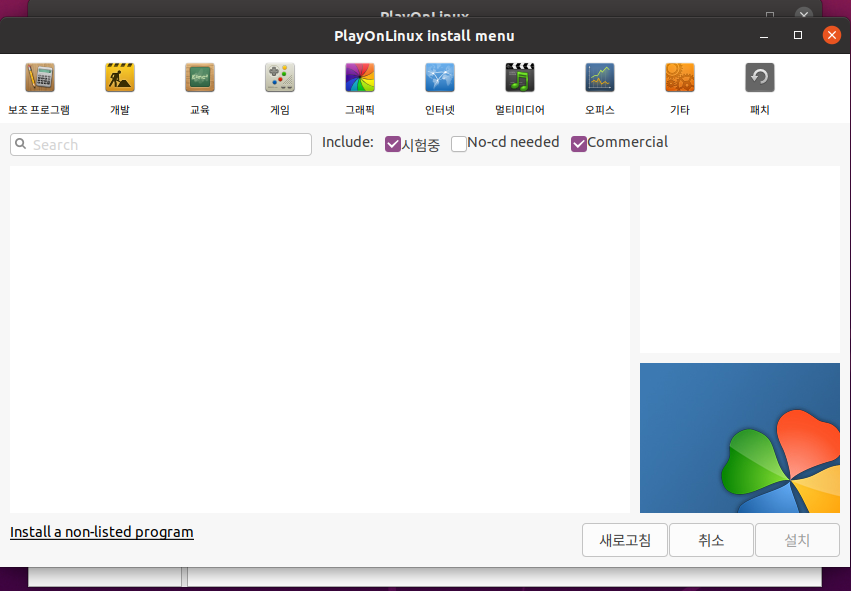 PlayOnLinux
PlayOnLinux install menu
보조 프로그램 개발 교육 게임 그래픽 인터넷 멀티미디어 오피스 기타 패치
Search Include: 시험중 No-cd needed Commercial
Install a non-listed program 새로고침 취소 설치